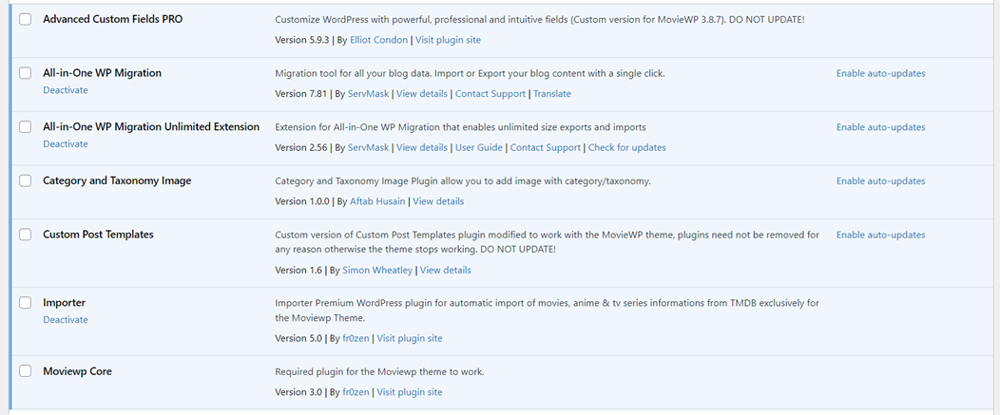 Advanced Custom Fields PRO
Customize WordPress with powerful, professional and intuitive fields (Custom version for MovieWP 3.8.7). DO NOT UPDATE!
Version 5.9.3 | By Elliot Condon | Visit plugin site
All-in-One WP Migration
Deactivate
Migration tool for all your blog data. Import or Export your blog content with a single click.
Version 7.81 | By ServMask | View details | Contact Support | Translate
Enable auto-updates
All-in-One WP Migration Unlimited Extension
Deactivate
Extension for All-in-One WP Migration that enables unlimited size exports and imports
Version 2.56 | By ServMask | View details | User Guide | Contact Support | Check for updates
Enable auto-updates
Category and Taxonomy Image
Category and Taxonomy Image Plugin allow you to add image with category/taxonomy.
Version 1.0.0 | By Aftab Husain | View details
Enable auto-updates
Custom Post Templates
Custom version of Custom Post Templates plugin modified to work with the MovieWP theme, plugins need not be removed for
any reason otherwise the theme stops working. DO NOT UPDATE!
Version 1.6 | By Simon Wheatley | View details
Enable auto-updates
Importer
Deactivate
Importer Premium WordPress plugin for automatic import of movies, anime & tv series informations from TMDB exclusively for
the Moviewp Theme.
Version 5.0 | By fr0zen | Visit plugin site
Moviewp Core
Required plugin for the Moviewp theme to work.
Version 3.0 | By fr0zen | Visit plugin site